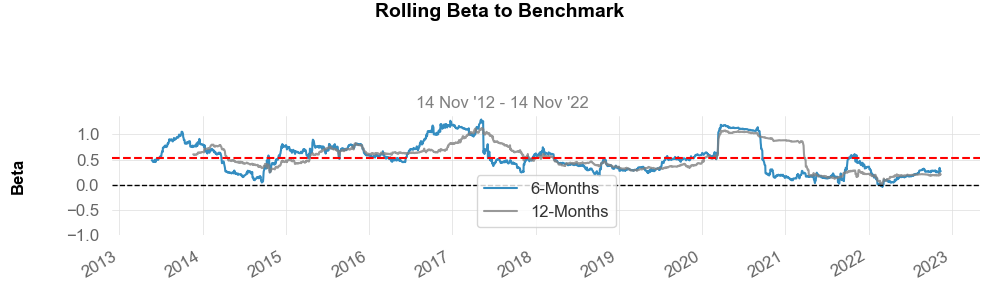 Rolling Beta to Benchmark
14 Nov '12 - 14 Nov '22
Beta
1.0
0.5
0.0
−0.5
−1.0
6-Months
12-Months
2013 2014 2015 2016 2017 2018 2019 2020 2021 2022 2023